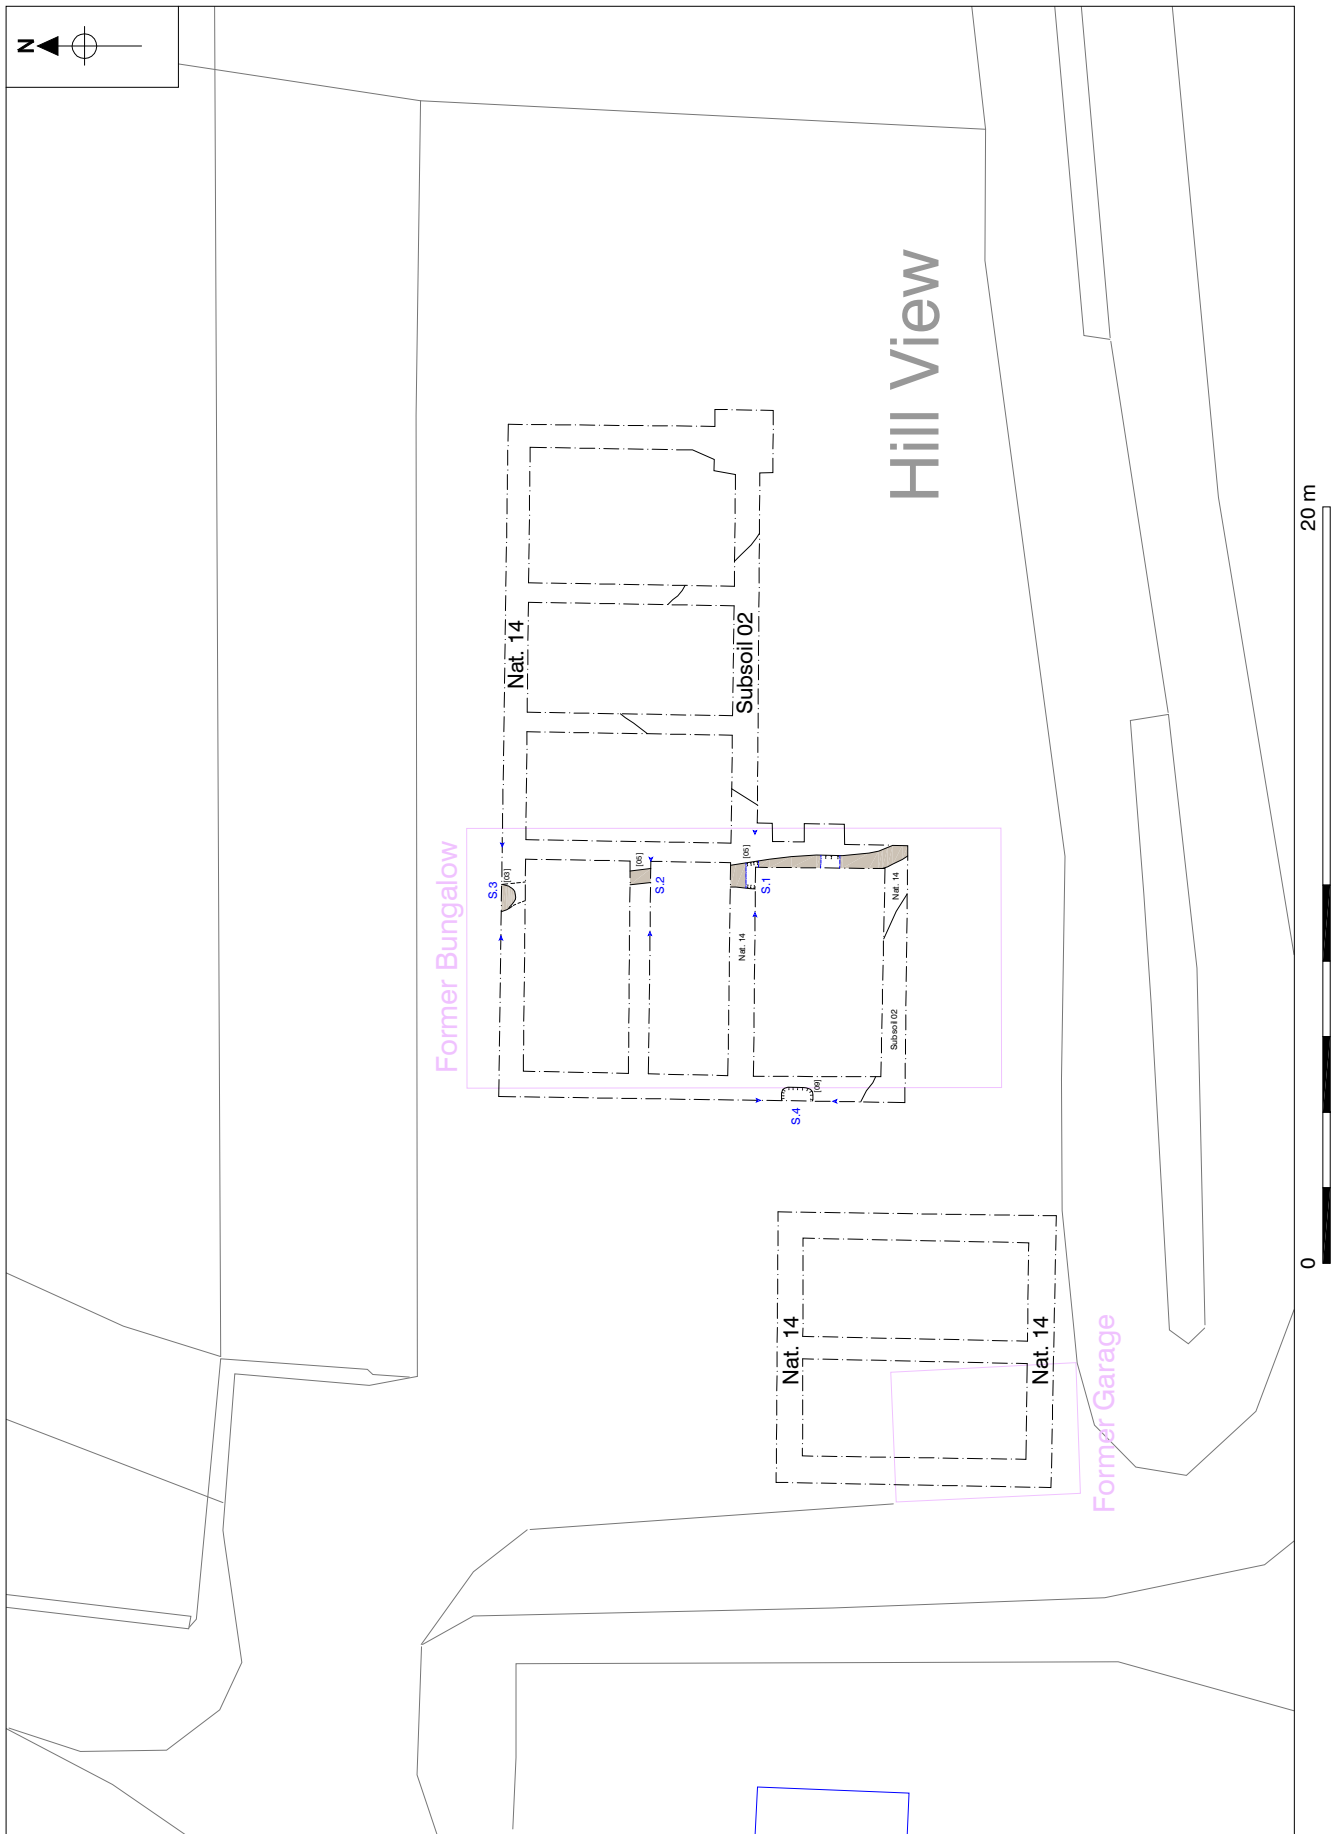 N
Hill View
20 m
0
Nat. 14
Subsoil 02
Former Bungalow
S.3
[03]
[05]
S.2
[05]
S.1
Nat. 14
Nat. 14
Subsoil 02
[09]
S.4
Nat. 14
Nat. 14
Former Garage